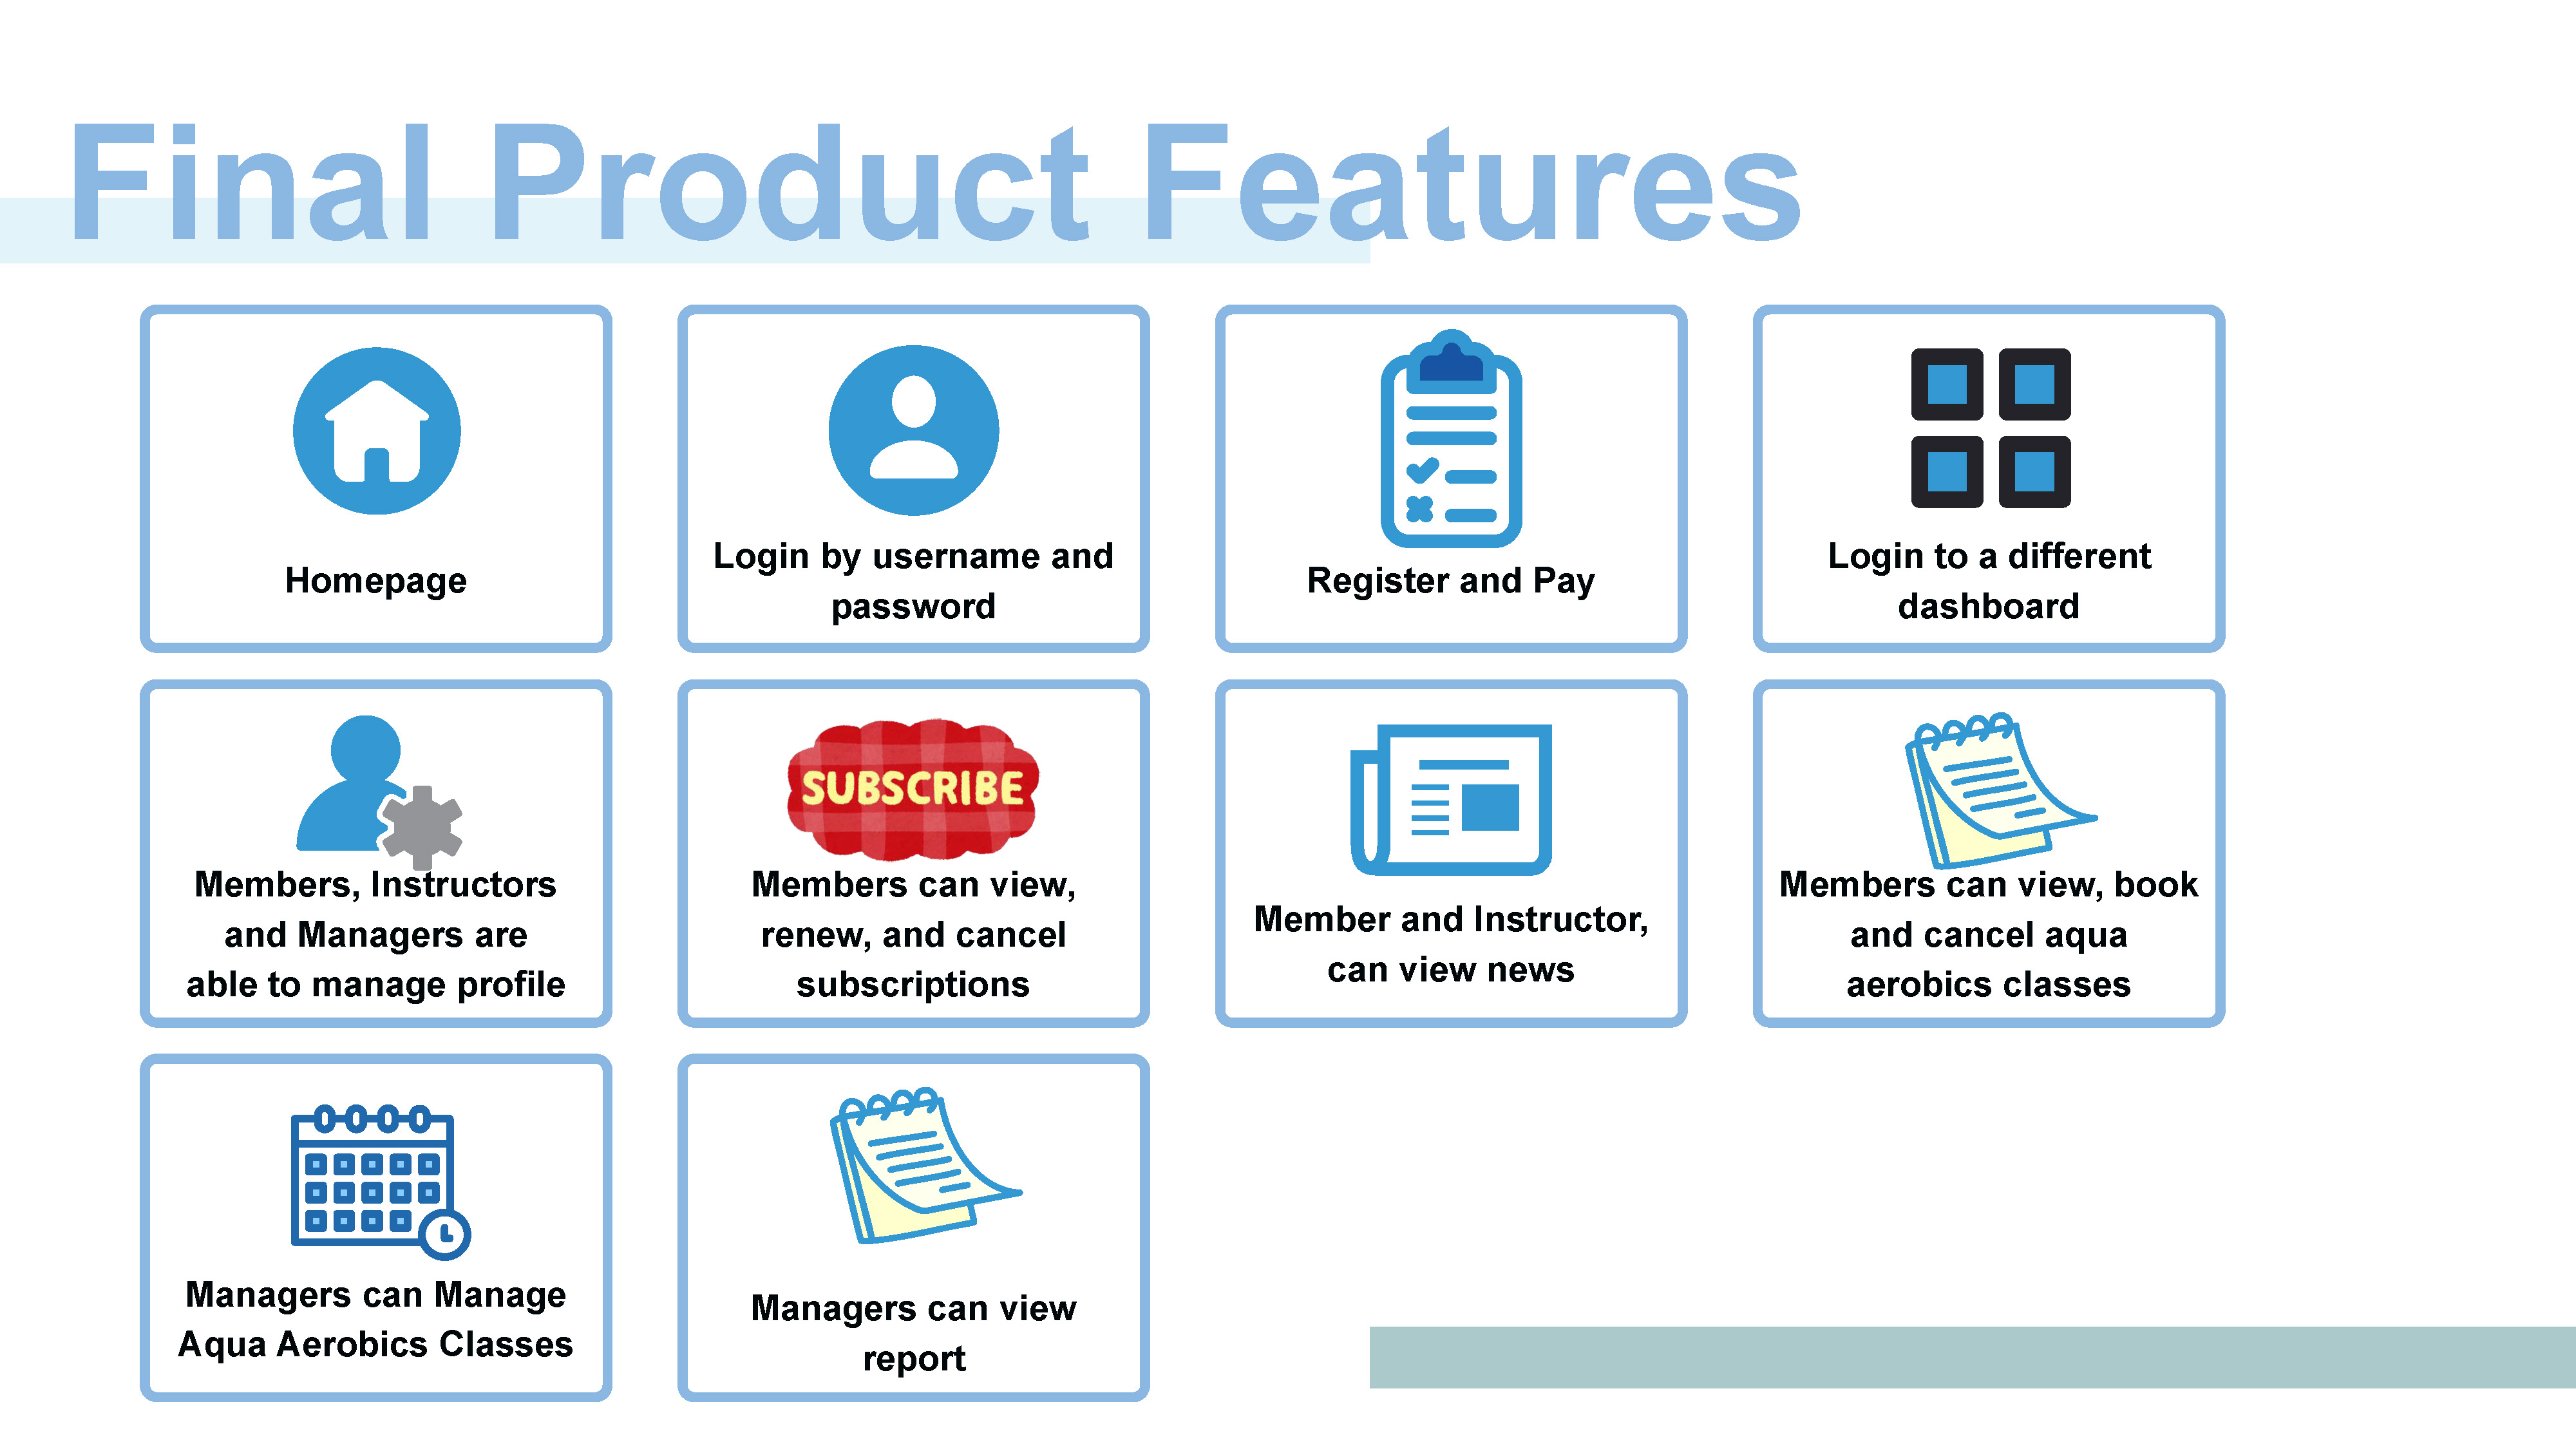 Final Product Features
Homepage
Login by username and
password
Register and Pay
Login to a different
dashboard
Members, Instructors
and Managers are
able to manage profile
SUBSCRIBE
Members can view,
renew, and cancel
subscriptions
Member and Instructor,
can view news
Members can view, book
and cancel aqua
aerobics classes
Managers can Manage
Aqua Aerobics Classes
Managers can view
report